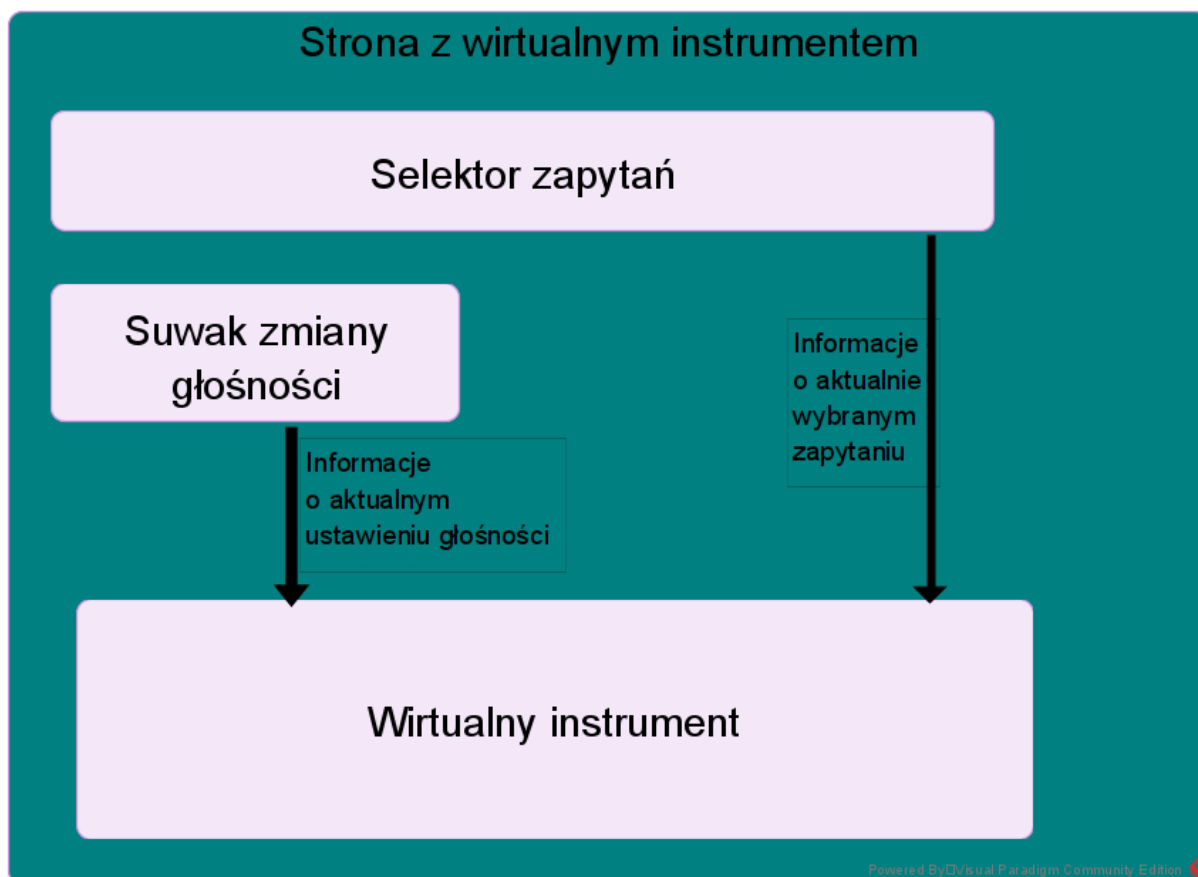 Strona z wirtualnym instrumentem
Selektor zapytań
Suwak zmiany
głośności
Informacje
o aktualnie
wybranym
zapytaniu
Informacje
o aktualnym
ustawieniu głośności
Wirtualny instrument
Powered By□Visual Paradigm Community Edition